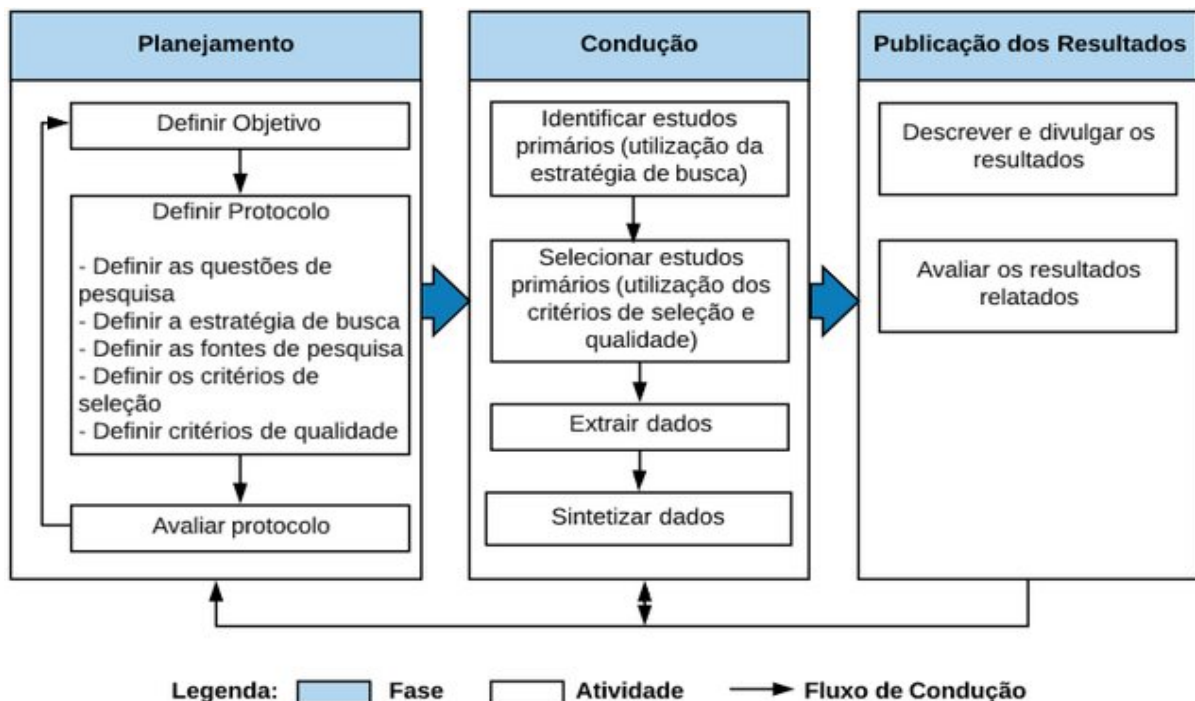 Planejamento
Definir Objetivo
Definir Protocolo
- Definir as questões de
pesquisa
- Definir a estratégia de busca
- Definir as fontes de pesquisa
- Definir os critérios de
seleção
- Definir critérios de qualidade
Avaliar protocolo
Condução
Identificar estudos
primários (utilização da
estratégia de busca)
Selecionar estudos
primários (utilização dos
critérios de seleção e
qualidade)
Extrair dados
Sintetizar dados
Publicação dos Resultados
Descrever e divulgar os
resultados
Avaliar os resultados
relatados
Legenda: Fase Atividade Fluxo de Condução